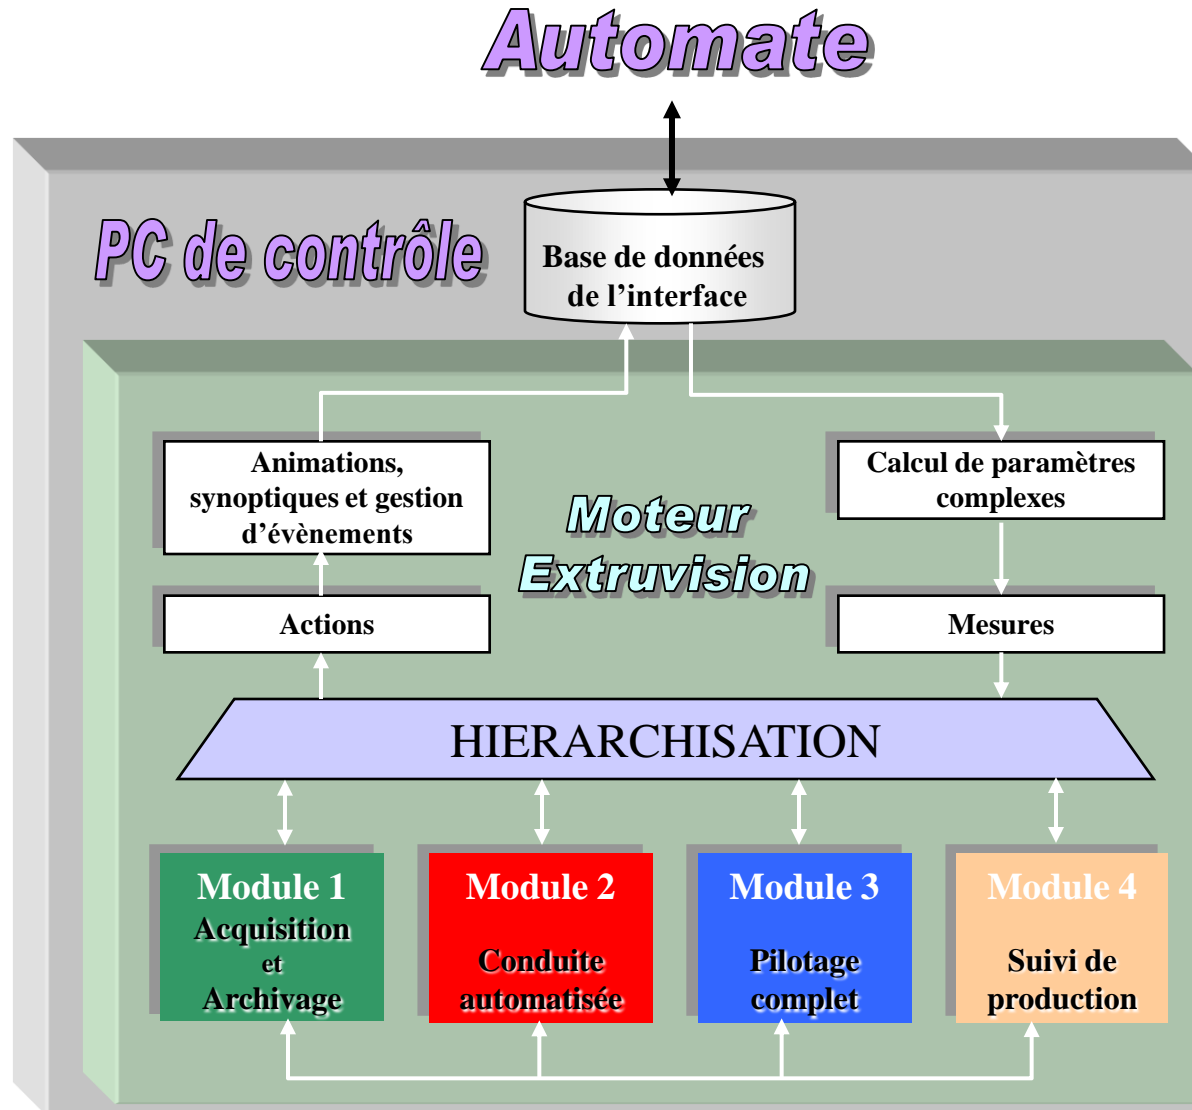 Automate
PC de contrôle
Base de données
de l’interface
Animations,
synoptiques et gestion
d’évènements
Calcul de paramètres
complexes
Moteur
Extruvision
Actions
Mesures
HIERARCHISATION
Module 1
Acquisition
et
Archivage
Module 2
Conduite
automatisée
Module 3
Pilotage
complet
Module 4
Suivi de
production